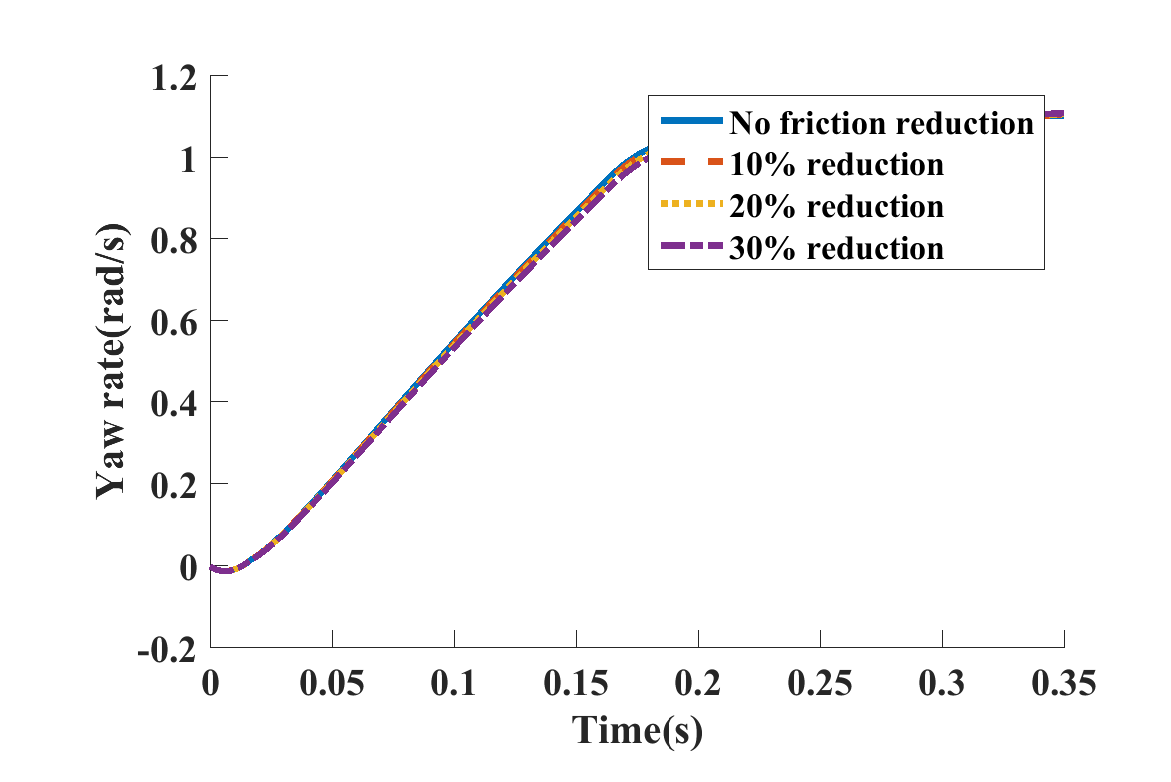 1.2
1
0.8
0.6
0.4
0.2
0
-0.2
Yaw rate(rad/s)
No friction reduction
10% reduction
20% reduction
30% reduction
0 0.05 0.1 0.15 0.2 0.25 0.3 0.35
Time(s)